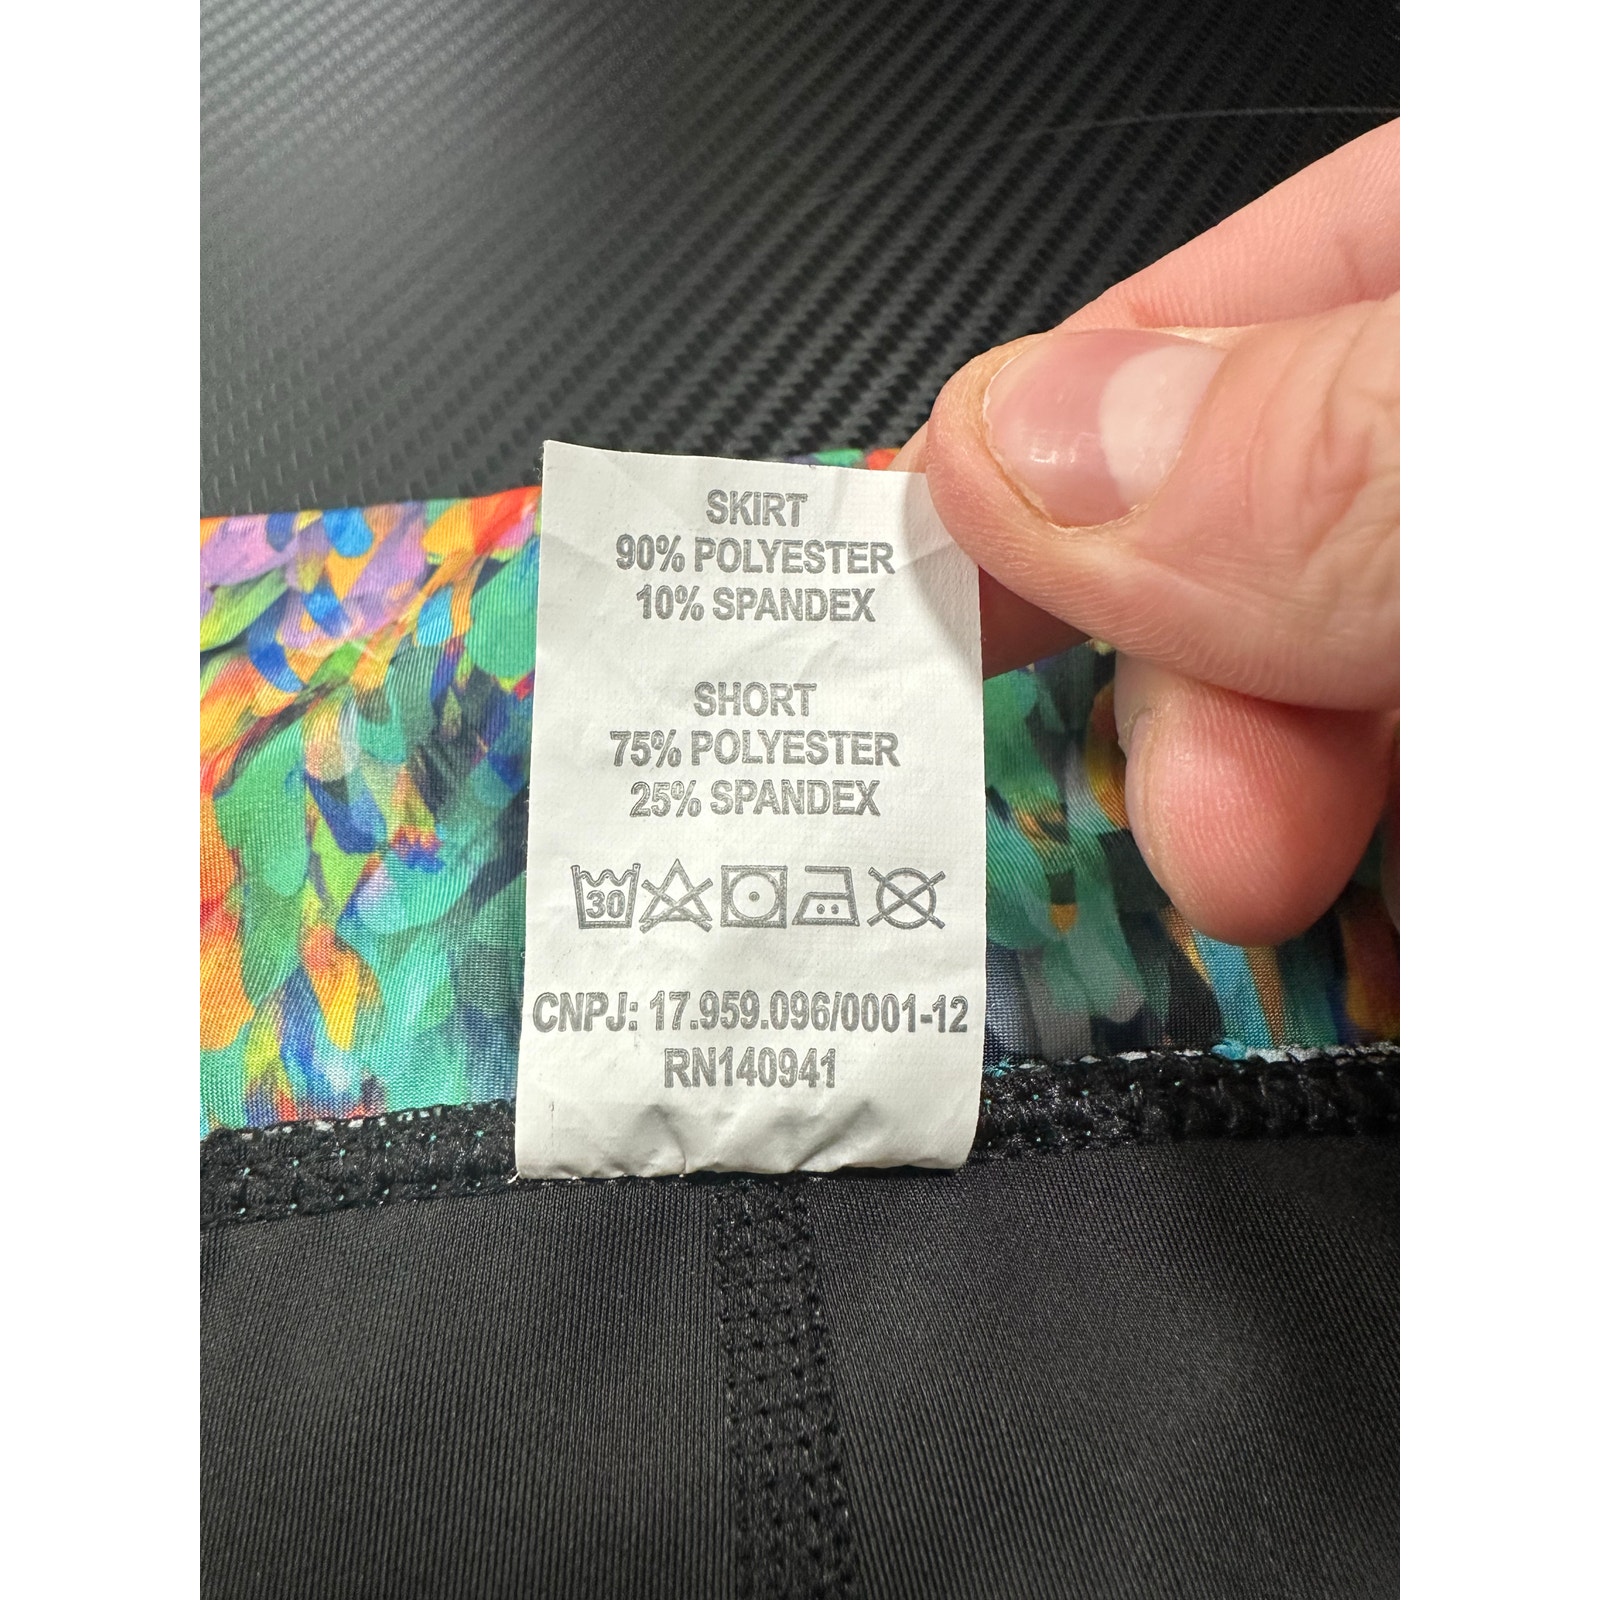 SKIRT
90% POLYESTER
10% SPANDEX
SHORT
75% POLYESTER
25% SPANDEX
30
CNPJ: 17.959.096/0001-12
RN140941